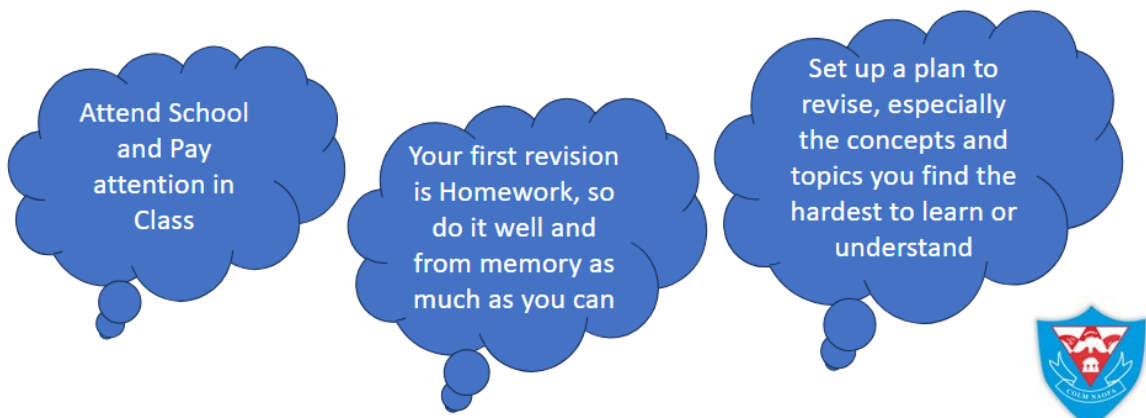 Attend School
and Pay
attention in
Class
Your first revision
is Homework, so
do it well and
from memory as
much as you can
Set up a plan to
revise, especially
the concepts and
topics you find the
hardest to learn or
understand
COLM NAOFA